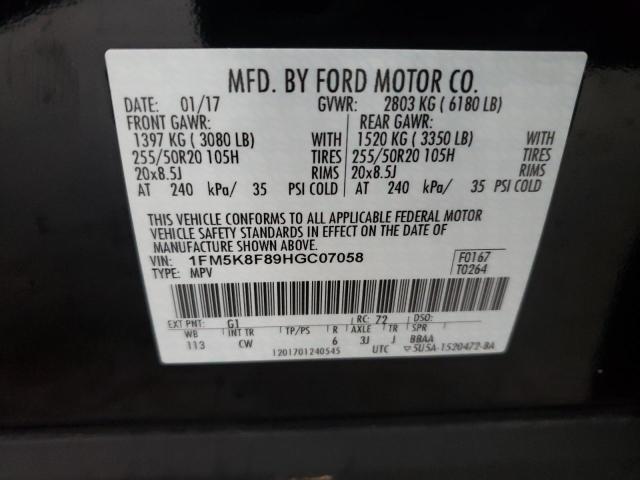 MFD. BY FORD MOTOR CO.
DATE: 01/17 GVWR: 2803 KG ( 6180 LB)
FRONT GAWR: REAR GAWR:
1397 KG ( 3080 LB) WITH 1520 KG ( 3350 LB) WITH
255/50R20 105H TIRES 255/50R20 105H TIRES
20x8.5J RIMS 20x8.5J RIMS
AT 240 kPa/ 35 PSI COLD AT 240 kPa/ 35 PSI COLD
THIS VEHICLE CONFORMS TO ALL APPLICABLE FEDERAL MOTOR
VEHICLE SAFETY STANDARDS IN EFFECT ON THE DATE OF
MANUFACTURE SHOWN ABOVE.
VIN: 1FM5K8F89HGC07058 F0167
TYPE: MPV T0264
EXT PNT: G1 RC: 72 DSO:
WB INT TR TP/PS R AXLE TR SPR
113 CW 6 3J J BBAA
1201701240545 UTC ▽5U5A-1520472-BA